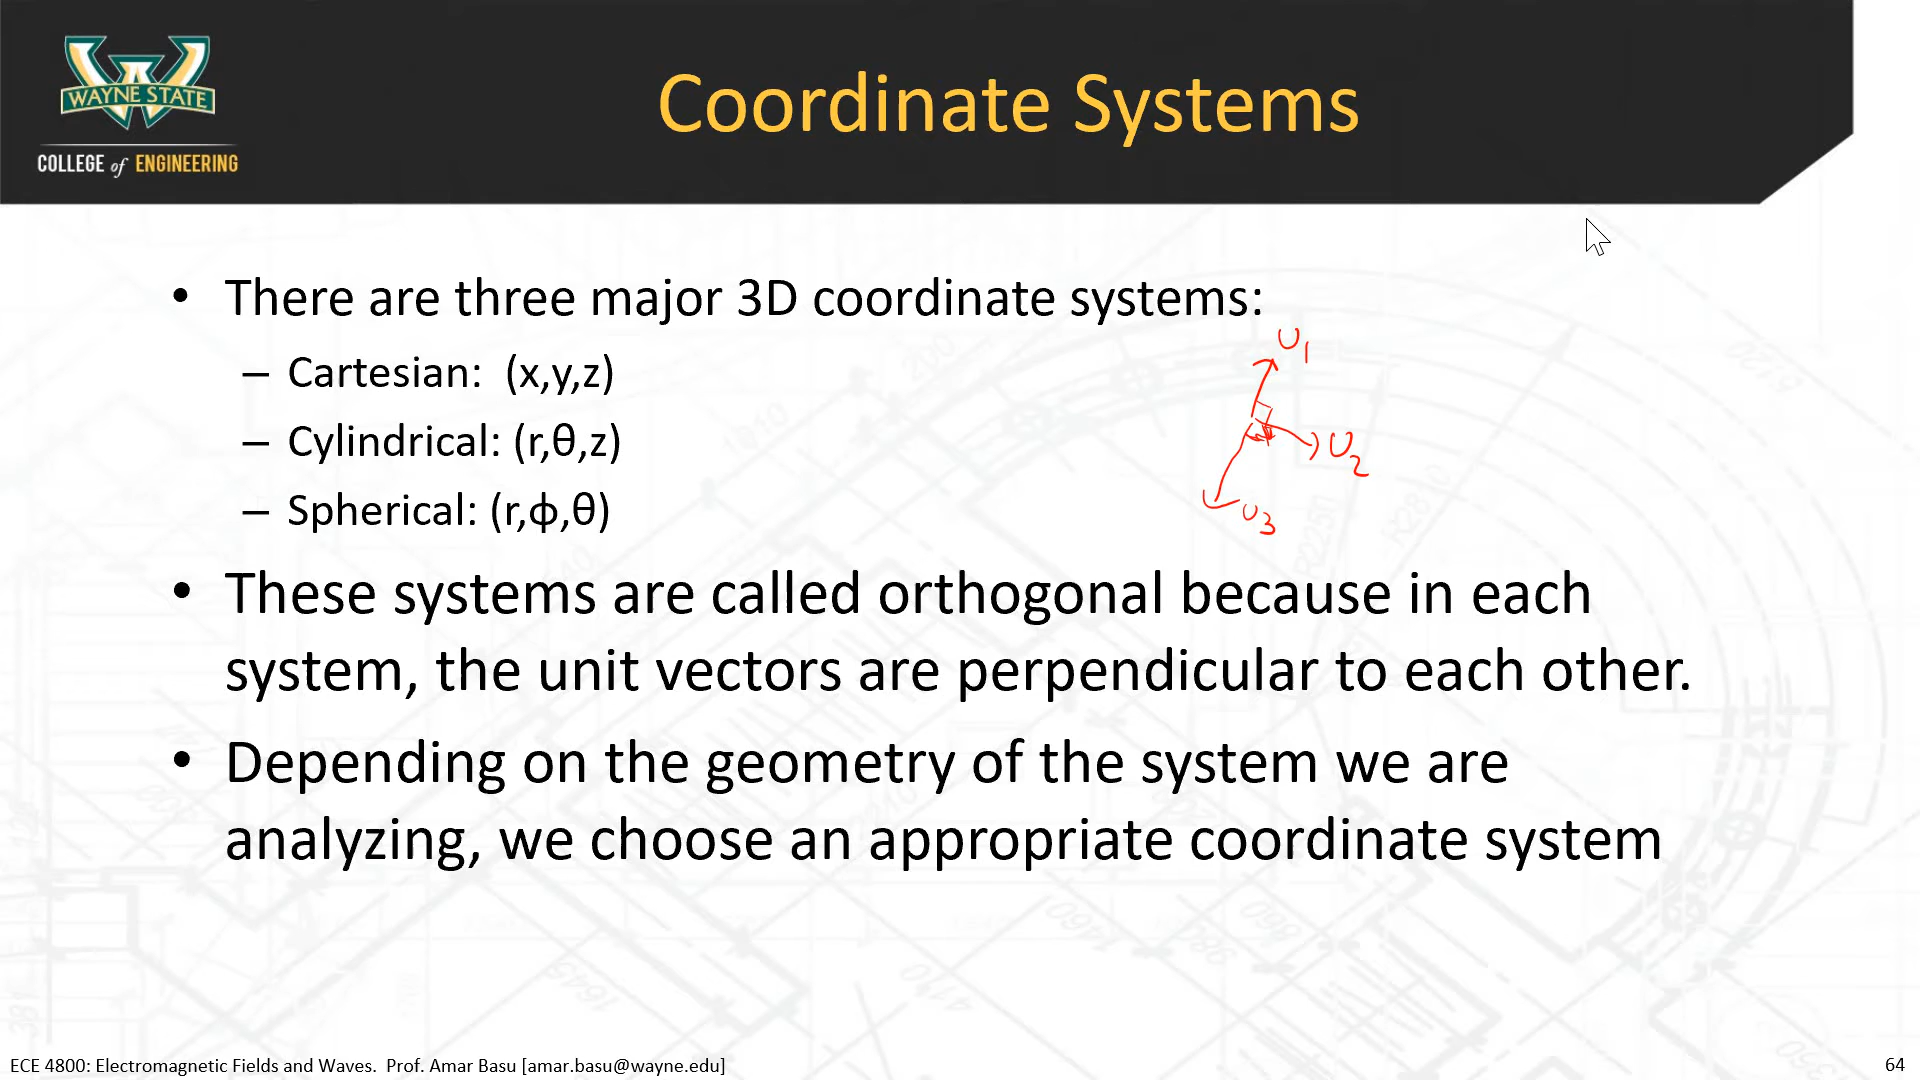 WAYNE STATE
COLLEGE of ENGINEERING
Coordinate Systems
• There are three major 3D coordinate systems:
– Cartesian: (x,y,z)
– Cylindrical: (r,θ,z)
– Spherical: (r,ϕ,θ)
U1
U2
U3
• These systems are called orthogonal because in each
system, the unit vectors are perpendicular to each other.
• Depending on the geometry of the system we are
analyzing, we choose an appropriate coordinate system
ECE 4800: Electromagnetic Fields and Waves. Prof. Amar Basu [amar.basu@wayne.edu]
64